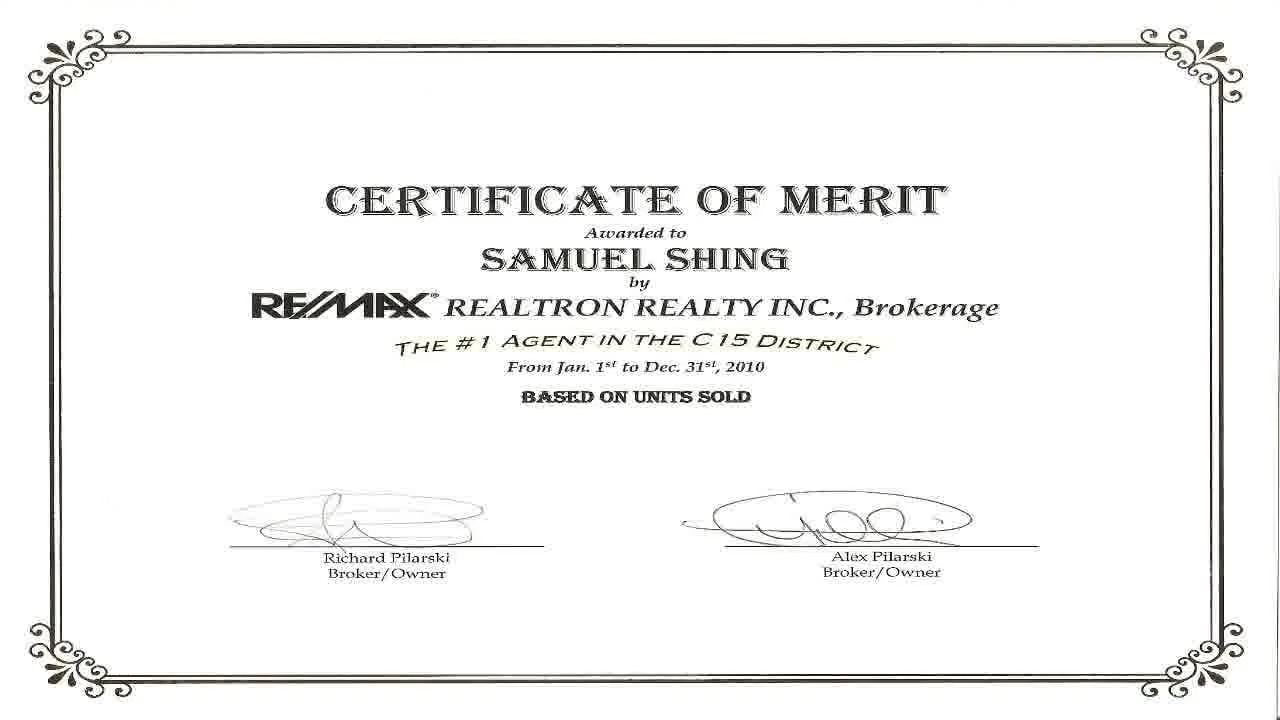 CERTIFICATE OF MERIT
Awarded to
SAMUEL SHING
by
RE/MAX® REALTRON REALTY INC., Brokerage
THE #1 AGENT IN THE C15 DISTRICT
From Jan. 1st to Dec. 31st, 2010
BASED ON UNITS SOLD
Richard Pilarski
Broker/Owner
Alex Pilarski
Broker/Owner